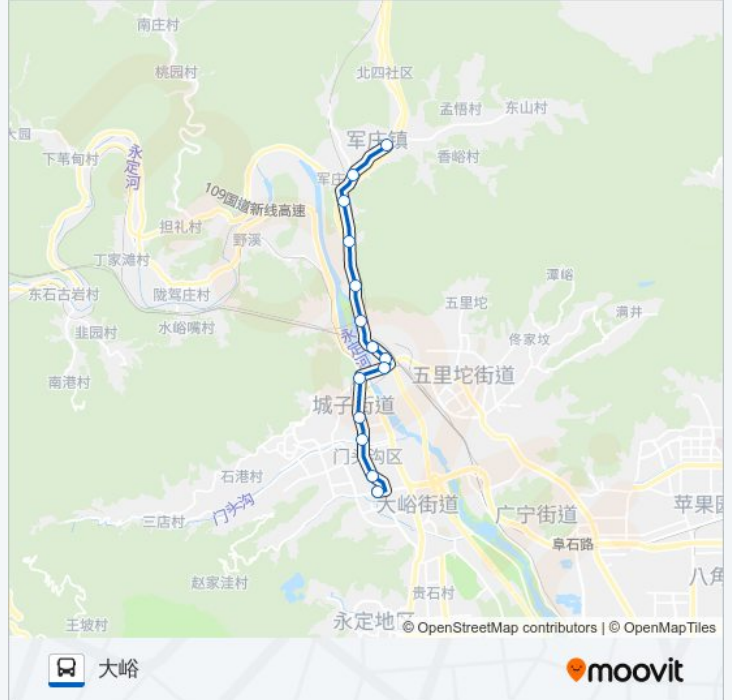 南庄村
北四社区
桃园村
孟悟村
东山村
大园
军庄镇
下苇甸村
永定河
香峪村
军庄
109国道新线高速
担礼村
野溪
丁家滩村
潭峪
东石古岩村
陇驾庄村
五里坨
满井
韭园村
水峪嘴村
永定河
佟家坟
南港村
五里坨街道
城子街道
门头沟区
石港村
大峪街道
苹果园
门头沟
三店村
广宁街道
阜石路
赵家洼村
贵石村
八角
王坡村
永定地区
© OpenStreetMap contributors | © OpenMapTiles
大峪
moovit